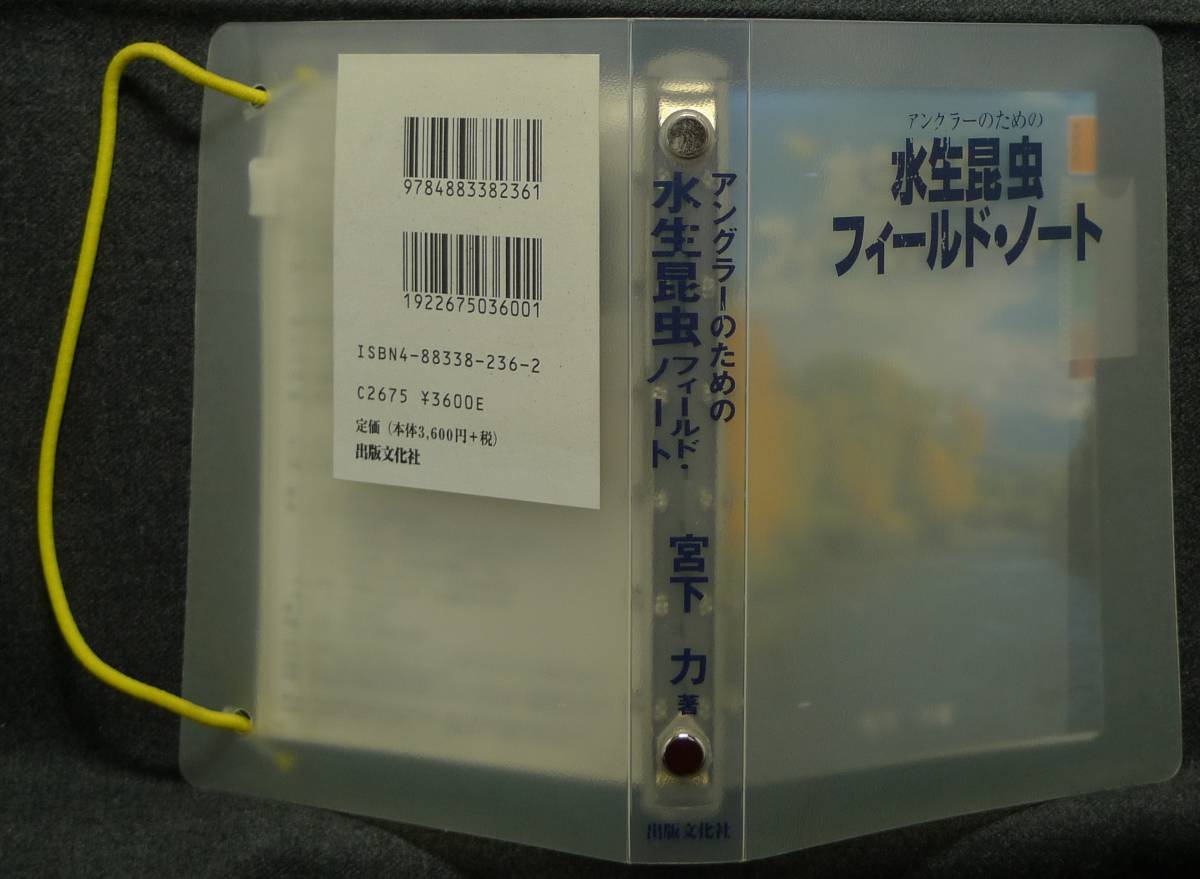 9784883382361
1922675036001
ISBN4-88338-236-2
C2675 ¥3600E
定価（本体3,600円＋税）
出版文化社
アングラーのための
水生昆虫
フィールド・
ノート
宮下 力 著
出版文化社
アンクラーのための
水生昆虫
フィールド・ノート